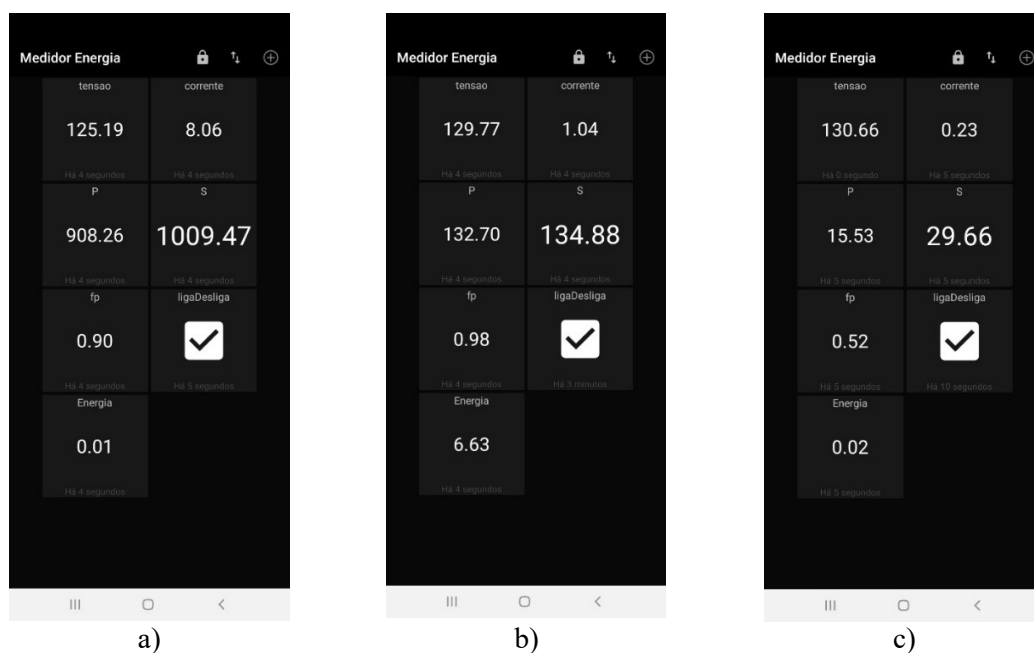 Medidor Energia
tensao corrente
125.19 8.06
Há 4 segundos Há 4 segundos
P S
908.26 1009.47
Há 4 segundos Há 4 segundos
fp ligaDesliga
0.90
Há 4 segundos Há 5 segundos
Energia
0.01
Há 4 segundos
a)
Medidor Energia
tensao corrente
129.77 1.04
Há 4 segundos Há 4 segundos
P S
132.70 134.88
Há 4 segundos Há 4 segundos
fp ligaDesliga
0.98
Há 4 segundos Há 3 minutos
Energia
6.63
Há 4 segundos
b)
Medidor Energia
tensao corrente
130.66 0.23
Há 0 segundo Há 5 segundos
P S
15.53 29.66
Há 5 segundos Há 5 segundos
fp ligaDesliga
0.52
Há 5 segundos Há 10 segundos
Energia
0.02
Há 5 segundos
c)